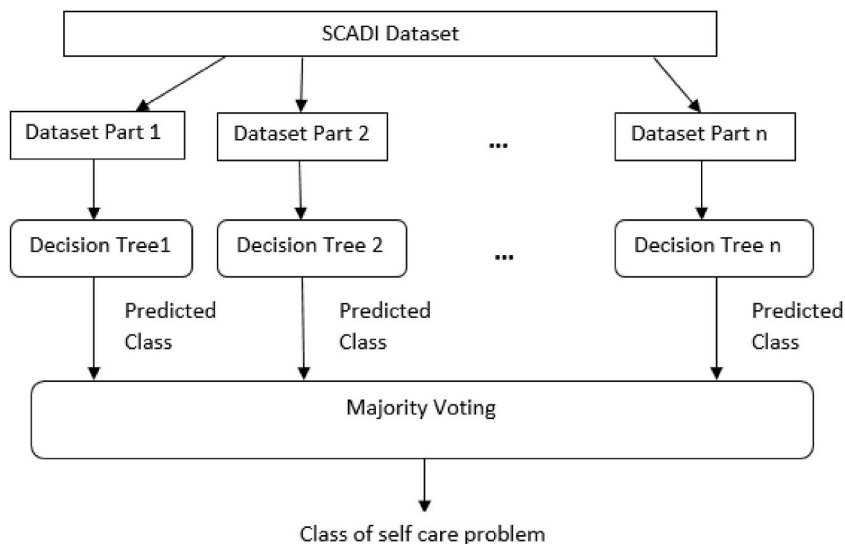 SCADI Dataset
Dataset Part 1
Dataset Part 2
...
Dataset Part n
Decision Tree1
Decision Tree 2
...
Decision Tree n
Predicted
Class
Predicted
Class
Predicted
Class
Majority Voting
Class of self care problem